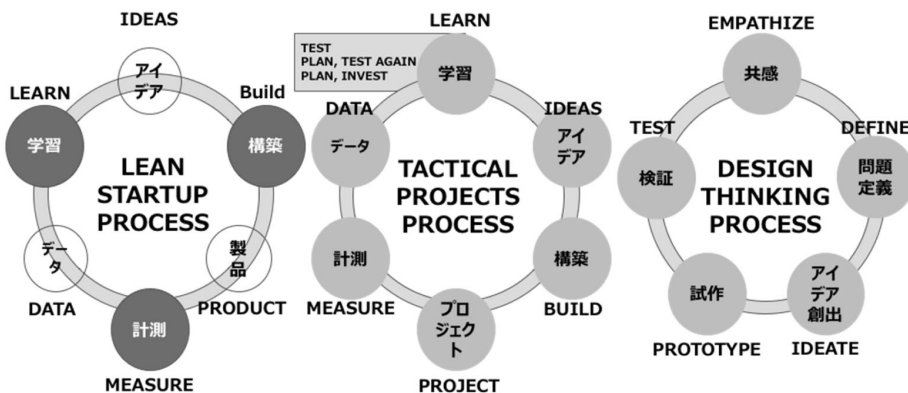 IDEAS
アイ
デア
LEARN
学習
Build
構築
LEAN
STARTUP
PROCESS
デー
タ
DATA
製
品
PRODUCT
計測
MEASURE
TEST
PLAN, TEST AGAIN
PLAN, INVEST
LEARN
学習
DATA
データ
IDEAS
アイ
デア
TACTICAL
PROJECTS
PROCESS
計測
MEASURE
構築
BUILD
プロ
ジェク
ト
PROJECT
EMPATHIZE
共感
TEST
検証
DEFINE
問題
定義
DESIGN
THINKING
PROCESS
試作
PROTOTYPE
アイ
デア
創出
IDEATE